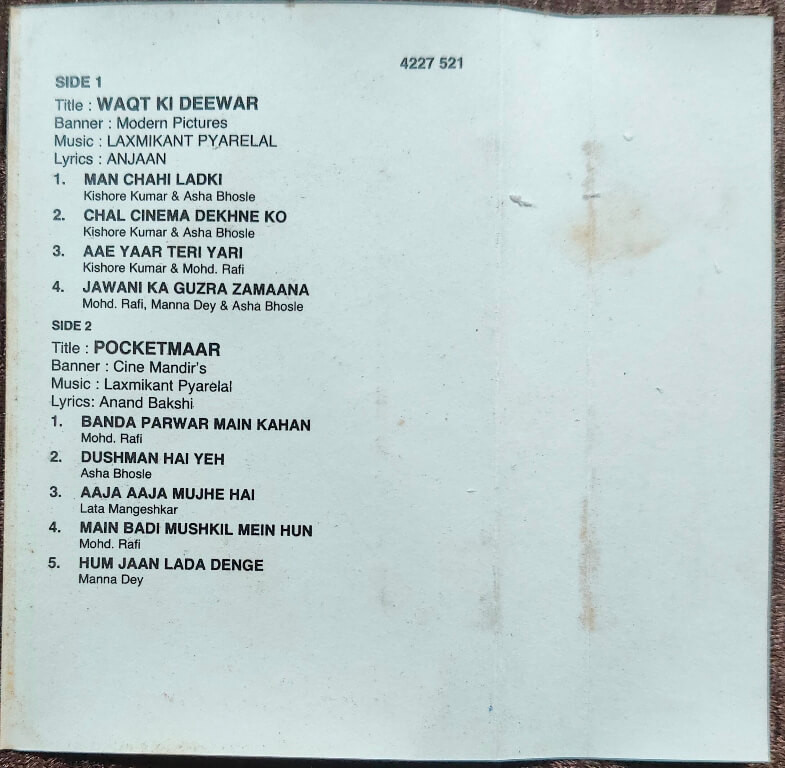 4227 521
SIDE 1
Title : WAQT KI DEEWAR
Banner : Modern Pictures
Music : LAXMIKANT PYARELAL
Lyrics : ANJAAN
1. MAN CHAHI LADKI
Kishore Kumar & Asha Bhosle
2. CHAL CINEMA DEKHNE KO
Kishore Kumar & Asha Bhosle
3. AAE YAAR TERI YARI
Kishore Kumar & Mohd. Rafi
4. JAWANI KA GUZRA ZAMAANA
Mohd. Rafi, Manna Dey & Asha Bhosle
SIDE 2
Title : POCKETMAAR
Banner : Cine Mandir's
Music : Laxmikant Pyarelal
Lyrics: Anand Bakshi
1. BANDA PARWAR MAIN KAHAN
Mohd. Rafi
2. DUSHMAN HAI YEH
Asha Bhosle
3. AAJA AAJA MUJHE HAI
Lata Mangeshkar
4. MAIN BADI MUSHKIL MEIN HUN
Mohd. Rafi
5. HUM JAAN LADA DENGE
Manna Dey